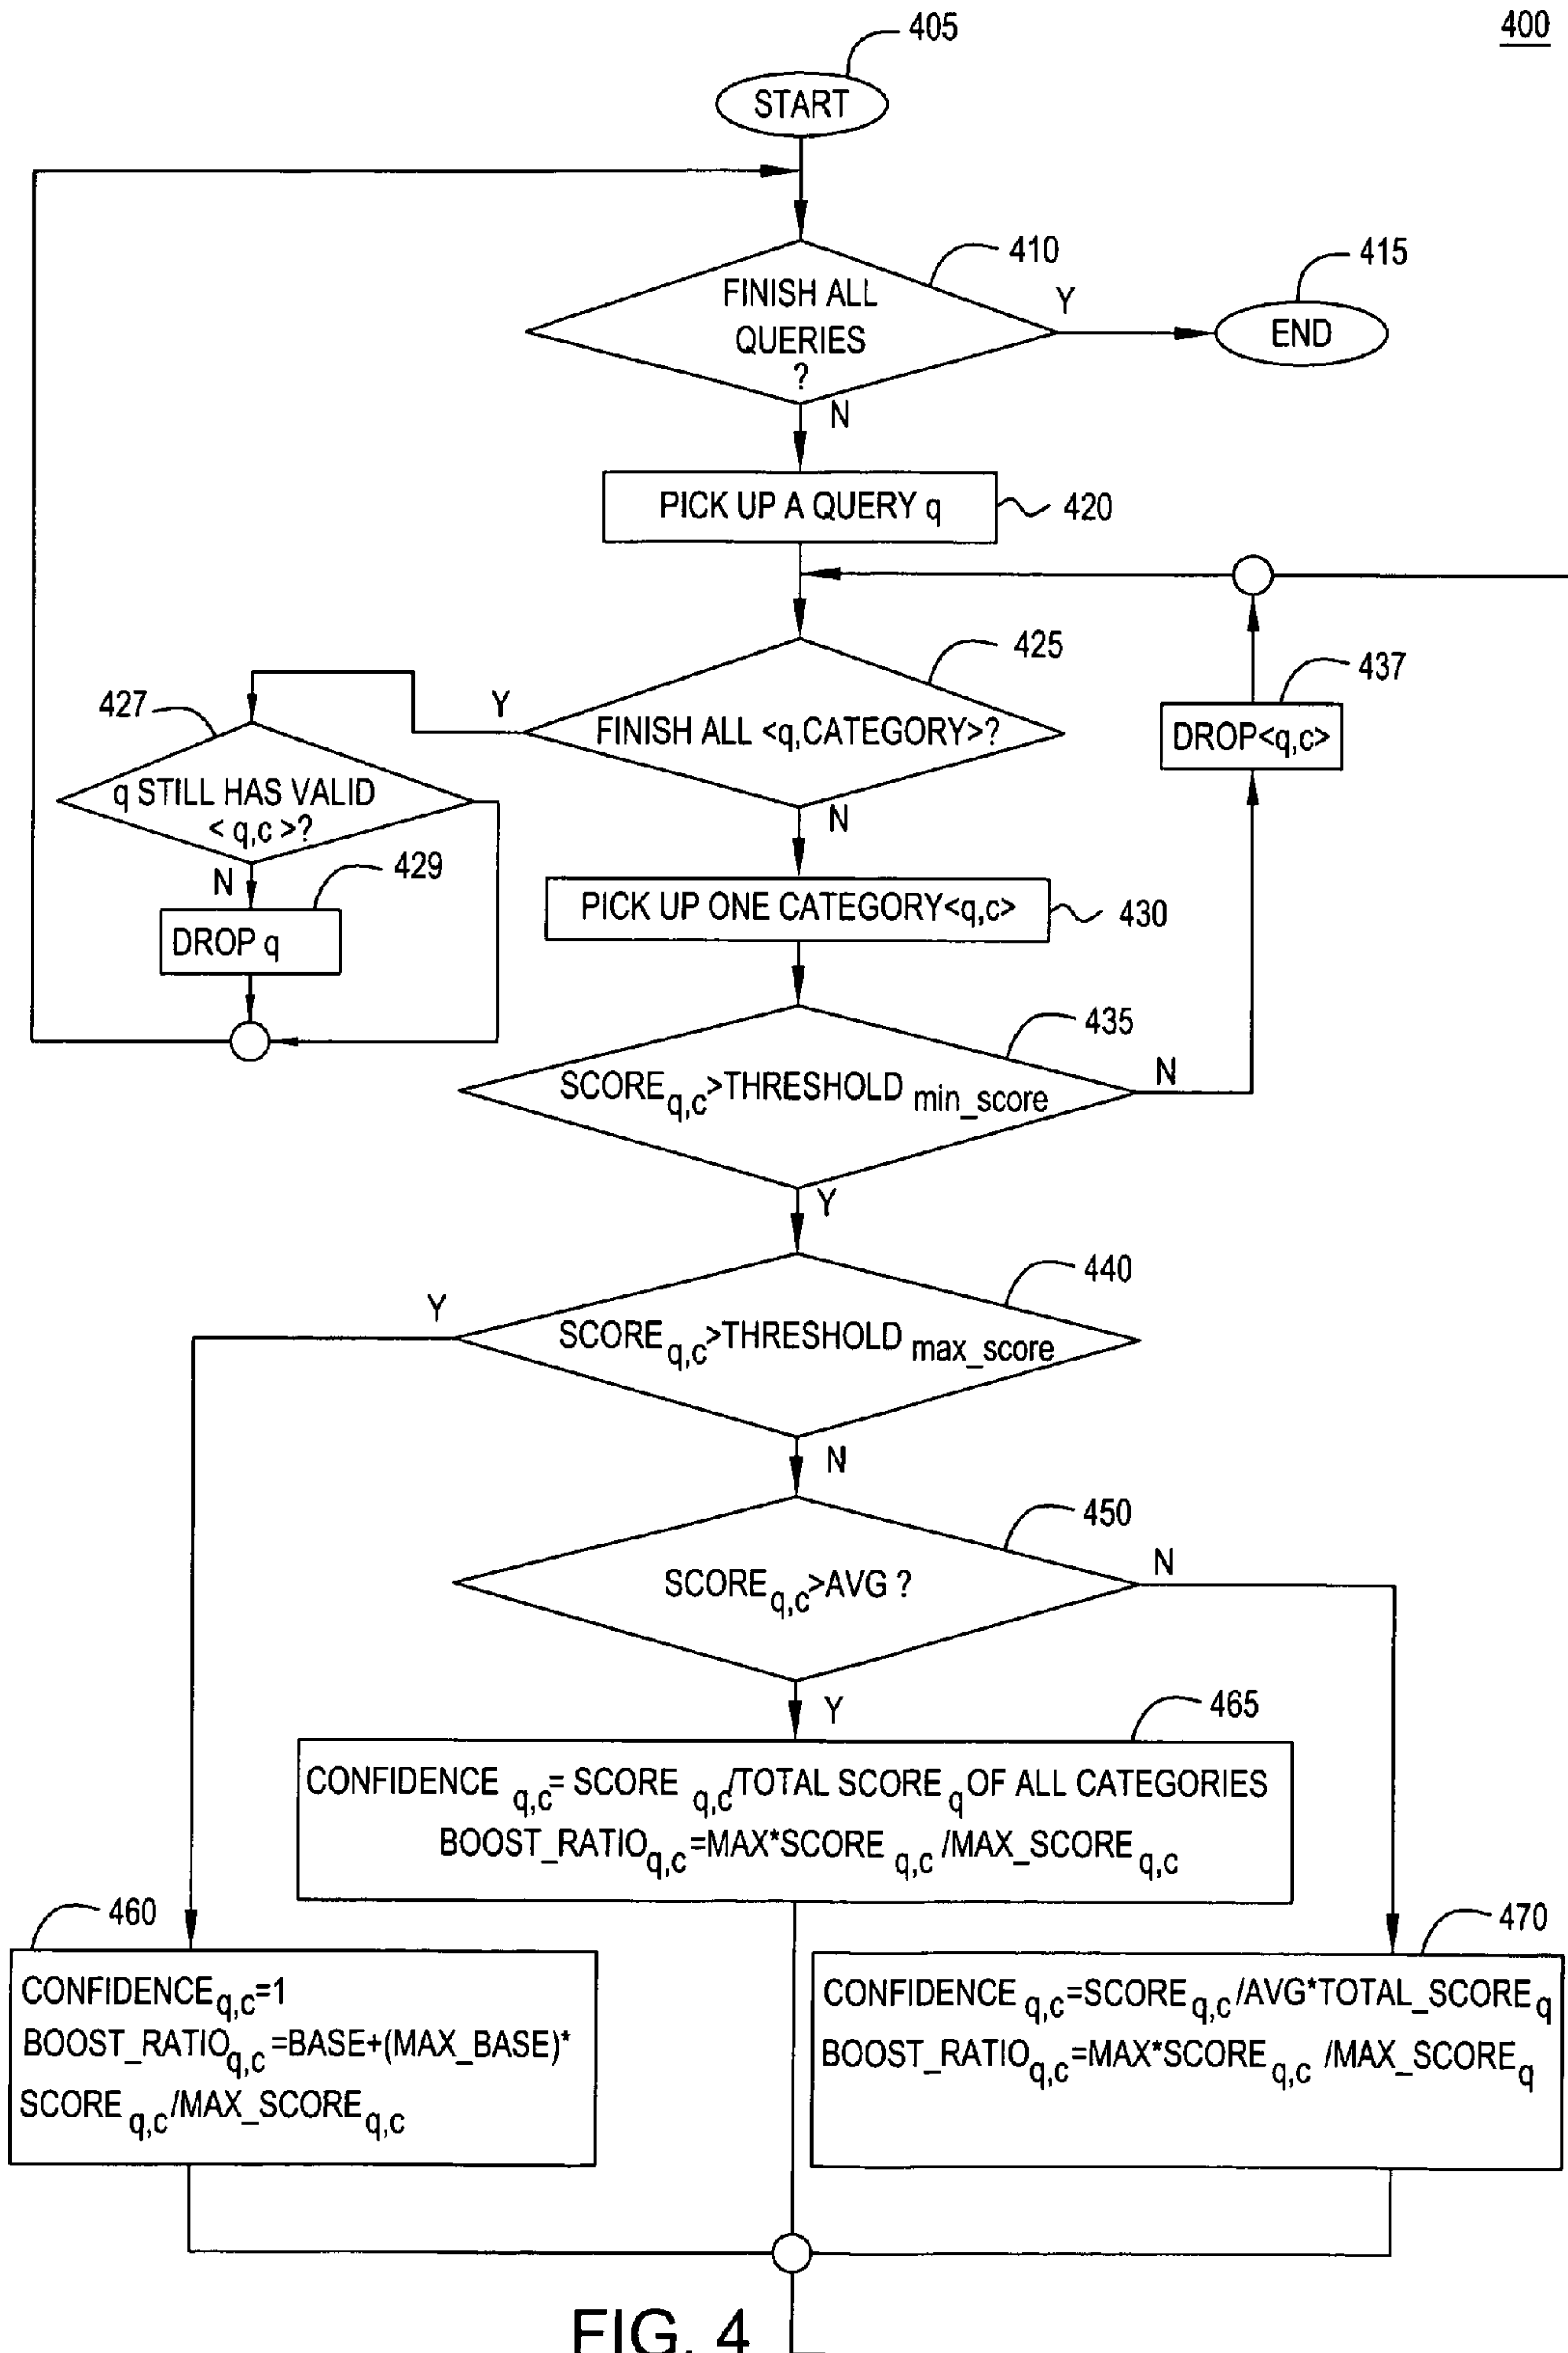 400
405
START
410
FINISH ALL
QUERIES
?
Y
415
END
N
PICK UP A QUERY q
420
425
FINISH ALL <q,CATEGORY>?
Y
N
427
q STILL HAS VALID
< q,c >?
N
429
DROP q
437
DROP<q,c>
PICK UP ONE CATEGORY<q,c>
430
435
SCORE q,c>THRESHOLD min_score
N
Y
440
SCORE q,c>THRESHOLD max_score
Y
N
450
SCORE q,c>AVG ?
N
Y
465
CONFIDENCE q,c= SCORE q,c/TOTAL SCORE q OF ALL CATEGORIES
BOOST_RATIO q,c=MAX*SCORE q,c /MAX_SCORE q,c
460
CONFIDENCE q,c=1
BOOST_RATIO q,c=BASE+(MAX_BASE)*
SCORE q,c/MAX_SCORE q,c
470
CONFIDENCE q,c=SCORE q,c/AVG*TOTAL_SCORE q
BOOST_RATIO q,c=MAX*SCORE q,c /MAX_SCORE q
FIG. 4